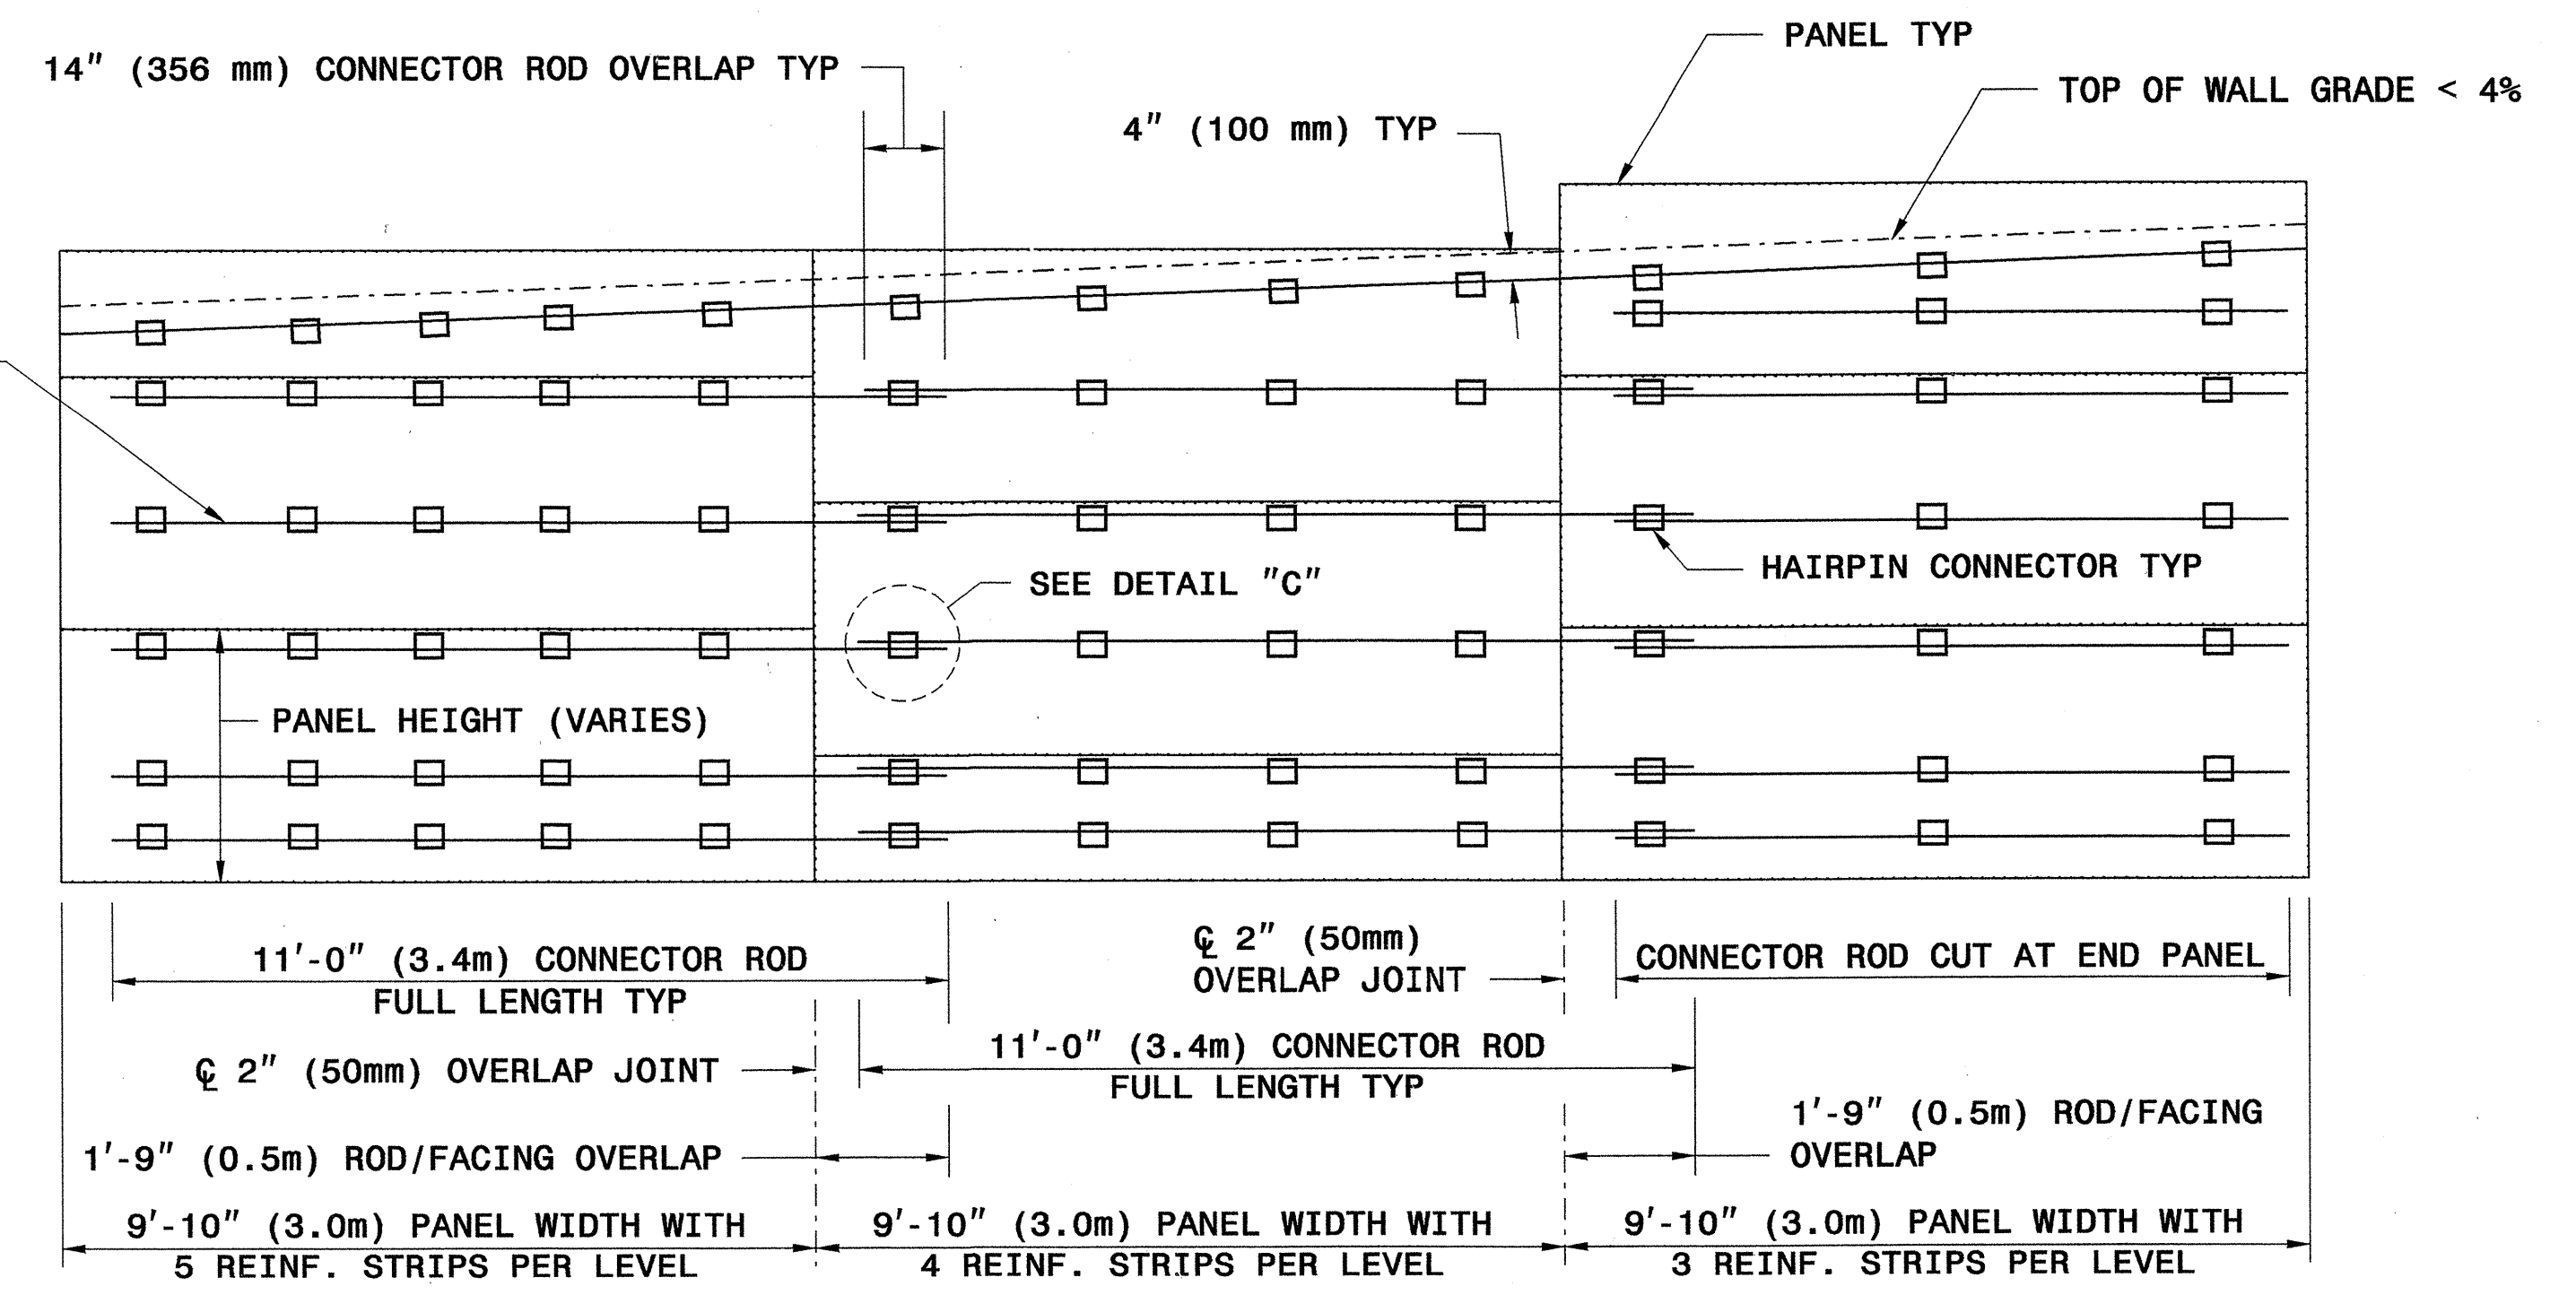 PANEL TYP
14" (356 mm) CONNECTOR ROD OVERLAP TYP
TOP OF WALL GRADE < 4%
4" (100 mm) TYP
HAIRPIN CONNECTOR TYP
SEE DETAIL "C"
PANEL HEIGHT (VARIES)
11'-0" (3.4m) CONNECTOR ROD
FULL LENGTH TYP
℄ 2" (50mm)
OVERLAP JOINT
CONNECTOR ROD CUT AT END PANEL
℄ 2" (50mm) OVERLAP JOINT
11'-0" (3.4m) CONNECTOR ROD
FULL LENGTH TYP
1'-9" (0.5m) ROD/FACING OVERLAP
1'-9" (0.5m) ROD/FACING
OVERLAP
9'-10" (3.0m) PANEL WIDTH WITH
5 REINF. STRIPS PER LEVEL
9'-10" (3.0m) PANEL WIDTH WITH
4 REINF. STRIPS PER LEVEL
9'-10" (3.0m) PANEL WIDTH WITH
3 REINF. STRIPS PER LEVEL